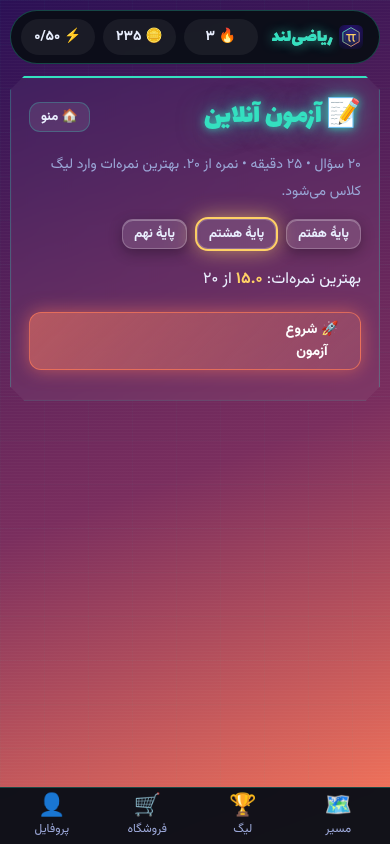 ریاضی‌لند 🔥 ۳ 🪙 ۲۳۵ ⚡ ۰/۵۰
📝 آزمون آنلاین
🏠 منو
۲۰ سؤال • ۲۵ دقیقه • نمره از ۲۰. بهترین نمره‌ات وارد لیگ
کلاس می‌شود.
پایهٔ هفتم پایهٔ هشتم پایهٔ نهم
بهترین نمره‌ات: ۱۵.۰ از ۲۰
🚀 شروع
آزمون
مسیر لیگ فروشگاه پروفایل